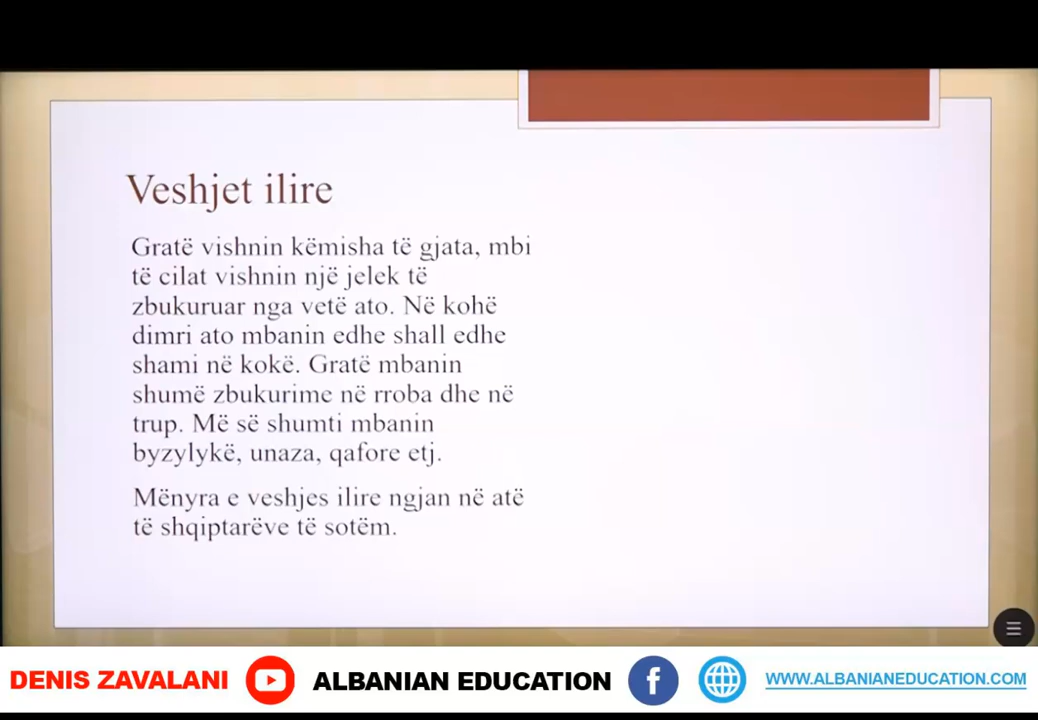 Veshjet ilire
Gratë vishnin këmisha të gjata, mbi
të cilat vishnin një jelek të
zbukuruar nga vetë ato. Në kohë
dimri ato mbanin edhe shall edhe
shami në kokë. Gratë mbanin
shumë zbukurime në rroba dhe në
trup. Më së shumti mbanin
byzylykë, unaza, qafore etj.
Mënyra e veshjes ilire ngjan në atë
të shqiptarëve të sotëm.
DENIS ZAVALANI ALBANIAN EDUCATION WWW.ALBANIANEDUCATION.COM